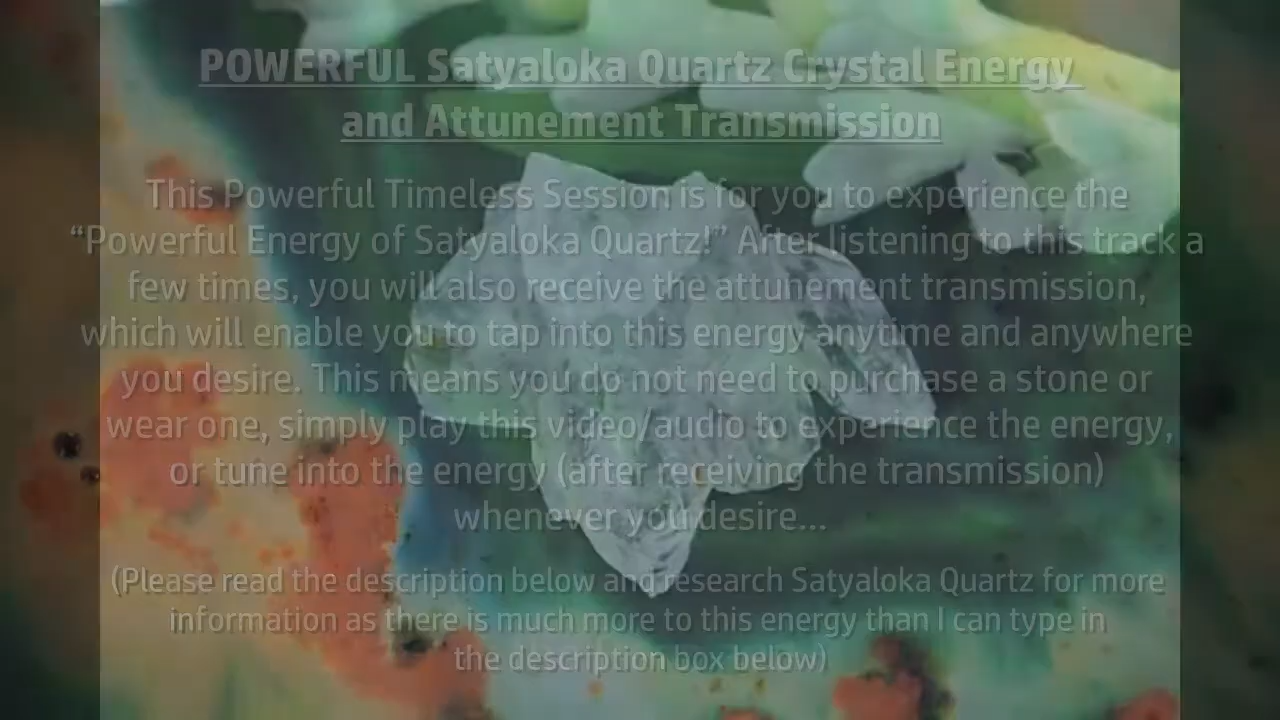 POWERFUL Satyaloka Quartz Crystal Energy
and Attunement Transmission
This Powerful Timeless Session is for you to experience the
“Powerful Energy of Satyaloka Quartz!” After listening to this track a
few times, you will also receive the attunement transmission,
which will enable you to tap into this energy anytime and anywhere
you desire. This means you do not need to purchase a stone or
wear one, simply play this video/audio to experience the energy,
or tune into the energy (after receiving the transmission)
whenever you desire...
(Please read the description below and research Satyaloka Quartz for more
information as there is much more to this energy than I can type in
the description box below)